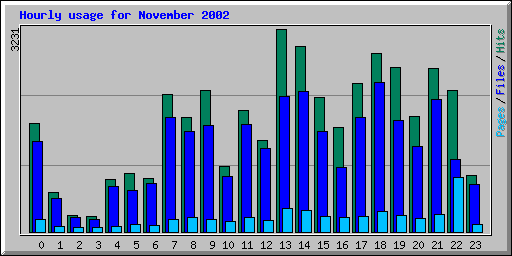 Hourly usage for November 2002
3231
Pages / Files / Hits
0 1 2 3 4 5 6 7 8 9 10 11 12 13 14 15 16 17 18 19 20 21 22 23